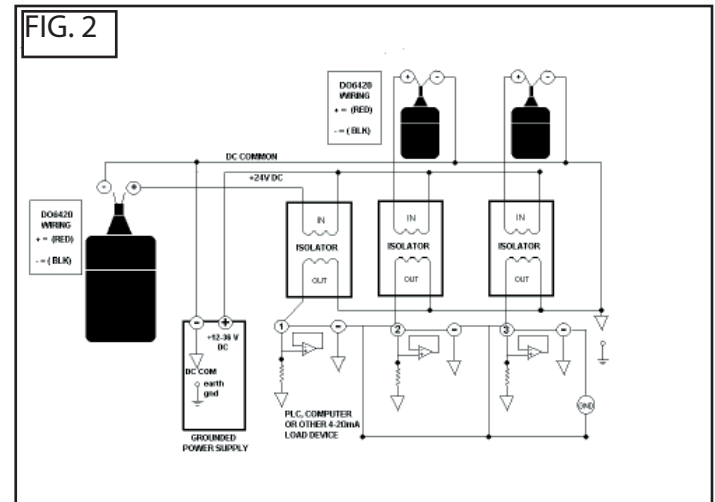 FIG. 2
DO6420
WIRING
+ = (RED)
- = ( BLK)
+
-
+
-
DC COMMON
+24V DC
-
+
DO6420
WIRING
+ = (RED)
- = ( BLK)
IN
ISOLATOR
OUT
IN
ISOLATOR
OUT
IN
ISOLATOR
OUT
-
+
+12-36 V
DC
DC COM
earth
gnd
GROUNDED
POWER SUPPLY
1
-
2
-
3
-
GND
PLC, COMPUTER
OR OTHER 4-20mA
LOAD DEVICE